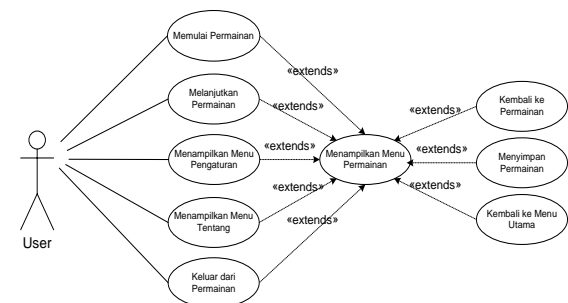 Memulai Permainan
«extends»
Melanjutkan
Permainan
«extends»
Menampilkan Menu
Pengaturan
«extends»
Menampilkan Menu
Permainan
Menampilkan Menu
Tentang
«extends»
Keluar dari
Permainan
«extends»
User
«extends»
Kembali ke
Permainan
«extends»
Menyimpan
Permainan
«extends»
Kembali ke Menu
Utama